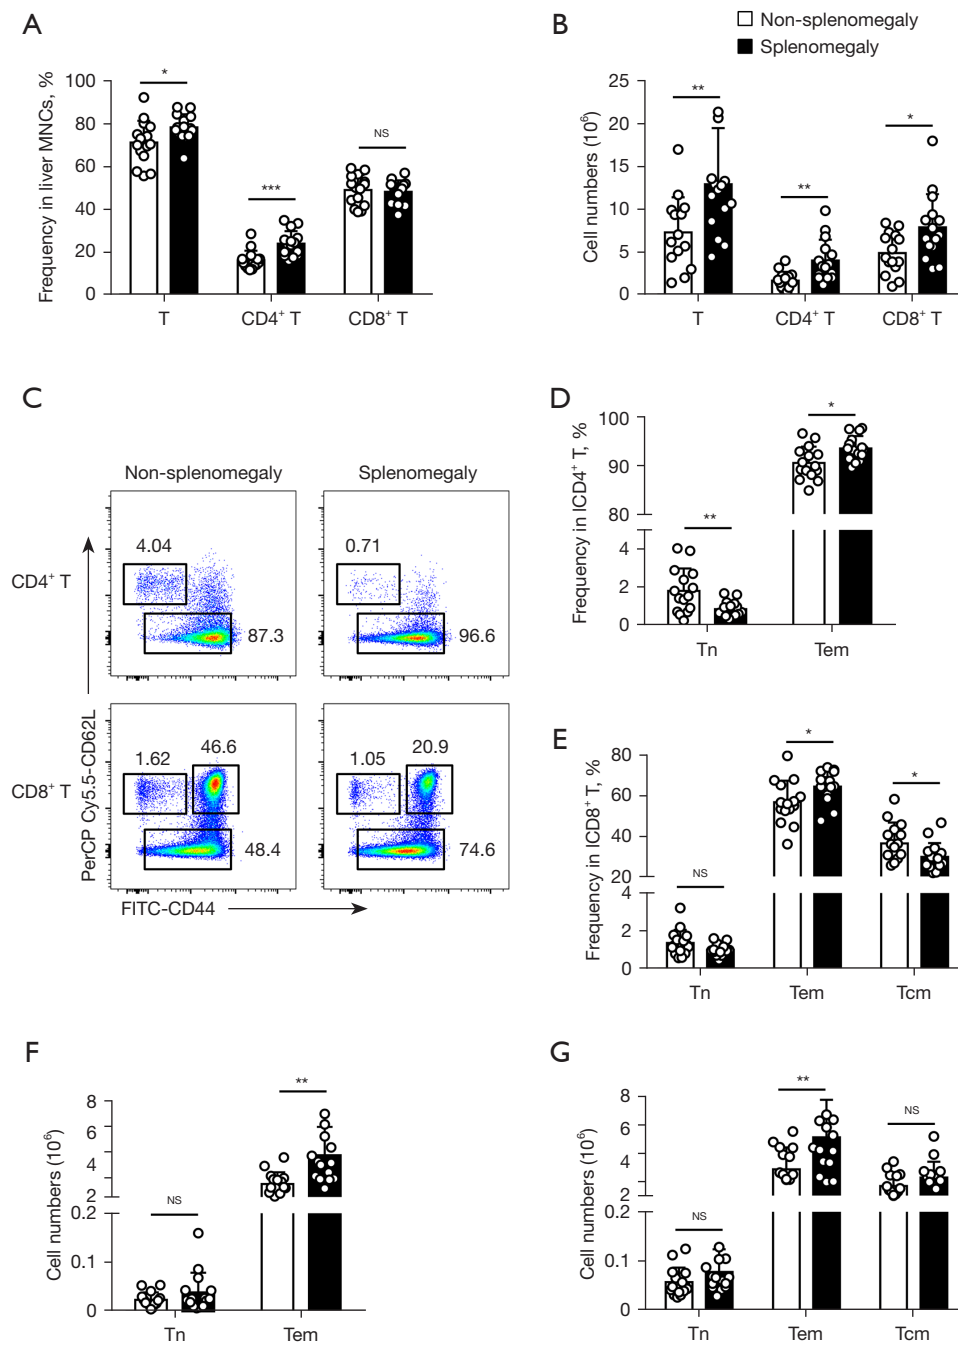 A
Frequency in liver MNCs, %
100
80
60
40
20
0
*
***
NS
T
CD4+ T
CD8+ T
B
Non-splenomegaly
Splenomegaly
Cell numbers (10⁶)
25
20
15
10
5
0
**
**
*
T
CD4+ T
CD8+ T
C
Non-splenomegaly
Splenomegaly
CD4+ T
4.04
87.3
0.71
96.6
CD8+ T
1.62
46.6
48.4
1.05
20.9
74.6
PerCP Cy5.5-CD62L
FITC-CD44
D
Frequency in lCD4+ T, %
100
90
80
4
2
0
**
*
Tn
Tem
E
Frequency in lCD8+ T, %
80
60
40
20
4
2
0
NS
*
*
Tn
Tem
Tcm
F
Cell numbers (10⁶)
8
6
4
2
0.2
0.1
0
NS
**
Tn
Tem
G
Cell numbers (10⁶)
8
6
4
2
0.2
0.1
0
NS
**
NS
Tn
Tem
Tcm